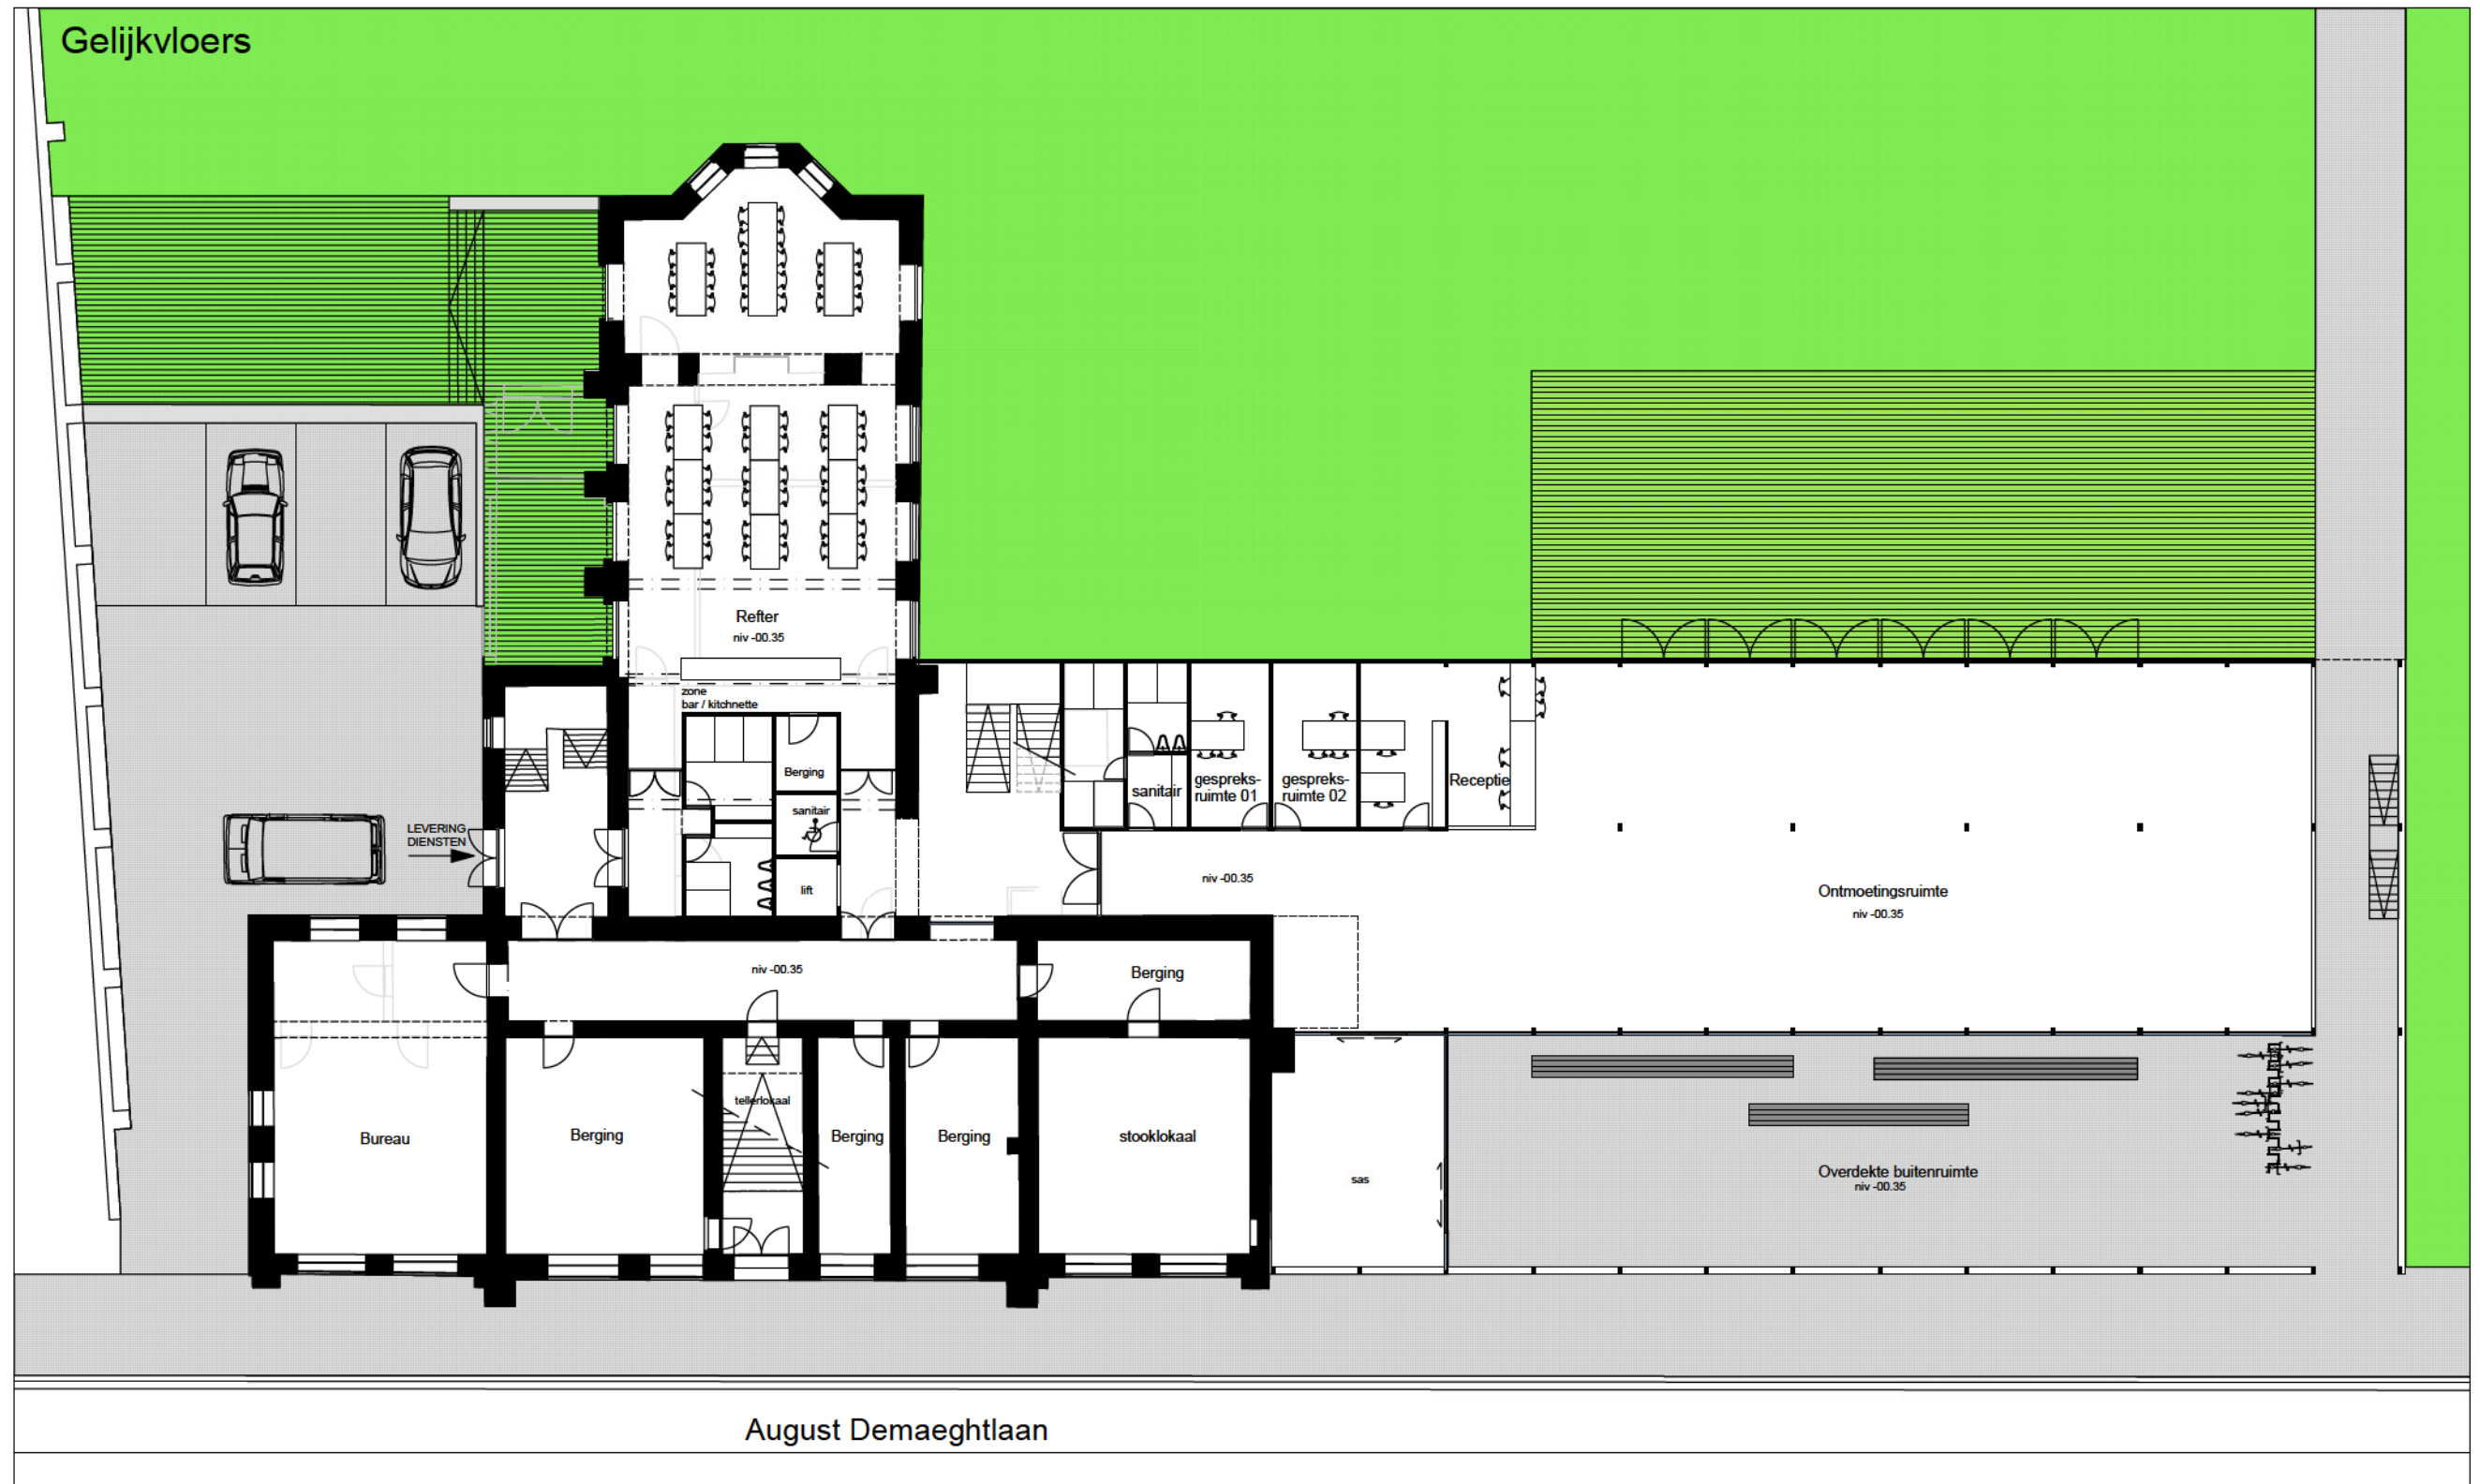 Gelijkvloers
Refter
niv -00.35
zone
bar / kitchnette
Berging
sanitair
lift
LEVERING
DIENSTEN
sanitair
gespreks-
ruimte 01
gespreks-
ruimte 02
Receptie
niv -00.35
Ontmoetingsruimte
niv -00.35
niv -00.35
Berging
Bureau
Berging
tellerlokaal
Berging
Berging
stooklokaal
sas
Overdekte buitenruimte
niv -00.35
August Demaeghtlaan